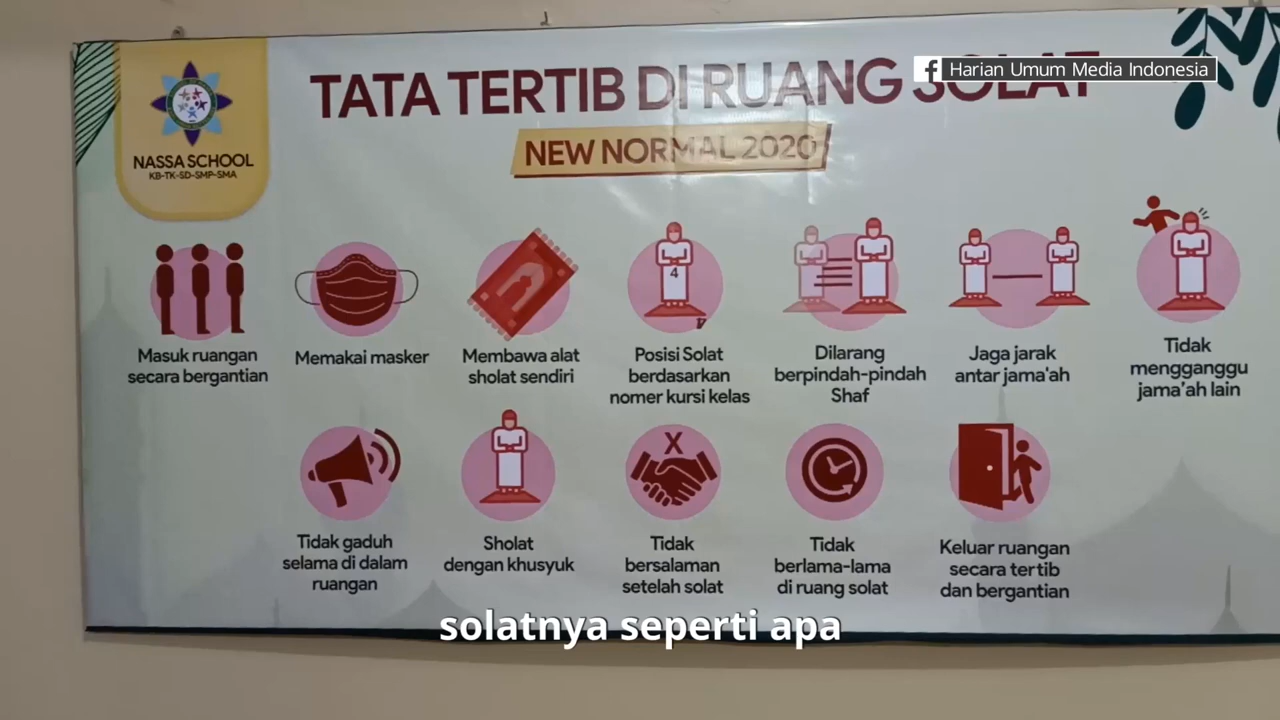 NASSA SCHOOL
KB-TK-SD-SMP-SMA
TATA TERTIB DI RUANG SOLAT
Harian Umum Media Indonesia
NEW NORMAL 2020
Masuk ruangan
secara bergantian
Memakai masker
Membawa alat
sholat sendiri
4
Posisi Solat
berdasarkan
nomer kursi kelas
Dilarang
berpindah-pindah
Shaf
Jaga jarak
antar jama'ah
Tidak
mengganggu
jama'ah lain
Tidak gaduh
selama di dalam
ruangan
Sholat
dengan khusyuk
X
Tidak
bersalaman
setelah solat
Tidak
berlama-lama
di ruang solat
Keluar ruangan
secara tertib
dan bergantian
solatnya seperti apa